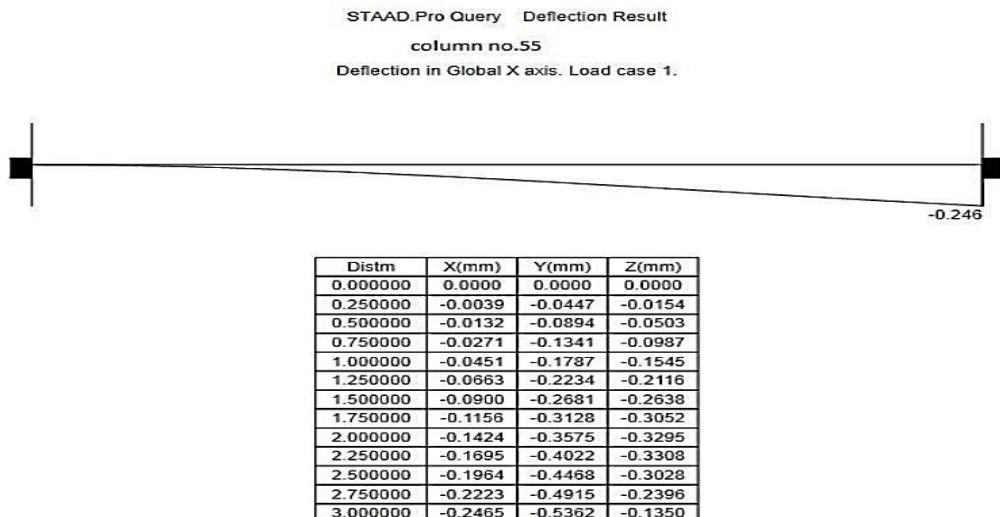 STAAD.Pro Query Deflection Result
column no.55
Deflection in Global X axis. Load case 1.
-0.246
Distm X(mm) Y(mm) Z(mm)
0.000000 0.0000 0.0000 0.0000
0.250000 -0.0039 -0.0447 -0.0154
0.500000 -0.0132 -0.0894 -0.0503
0.750000 -0.0271 -0.1341 -0.0987
1.000000 -0.0451 -0.1787 -0.1545
1.250000 -0.0663 -0.2234 -0.2116
1.500000 -0.0900 -0.2681 -0.2638
1.750000 -0.1156 -0.3128 -0.3052
2.000000 -0.1424 -0.3575 -0.3295
2.250000 -0.1695 -0.4022 -0.3308
2.500000 -0.1964 -0.4468 -0.3028
2.750000 -0.2223 -0.4915 -0.2396
3.000000 -0.2465 -0.5362 -0.1350